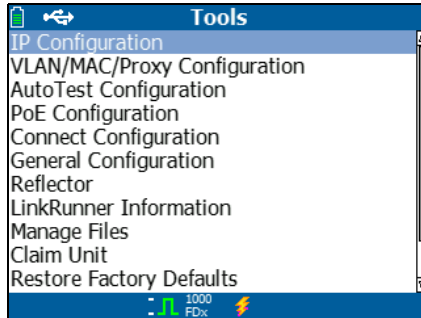 Tools
IP Configuration
VLAN/MAC/Proxy Configuration
AutoTest Configuration
PoE Configuration
Connect Configuration
General Configuration
Reflector
LinkRunner Information
Manage Files
Claim Unit
Restore Factory Defaults
1000
FDx